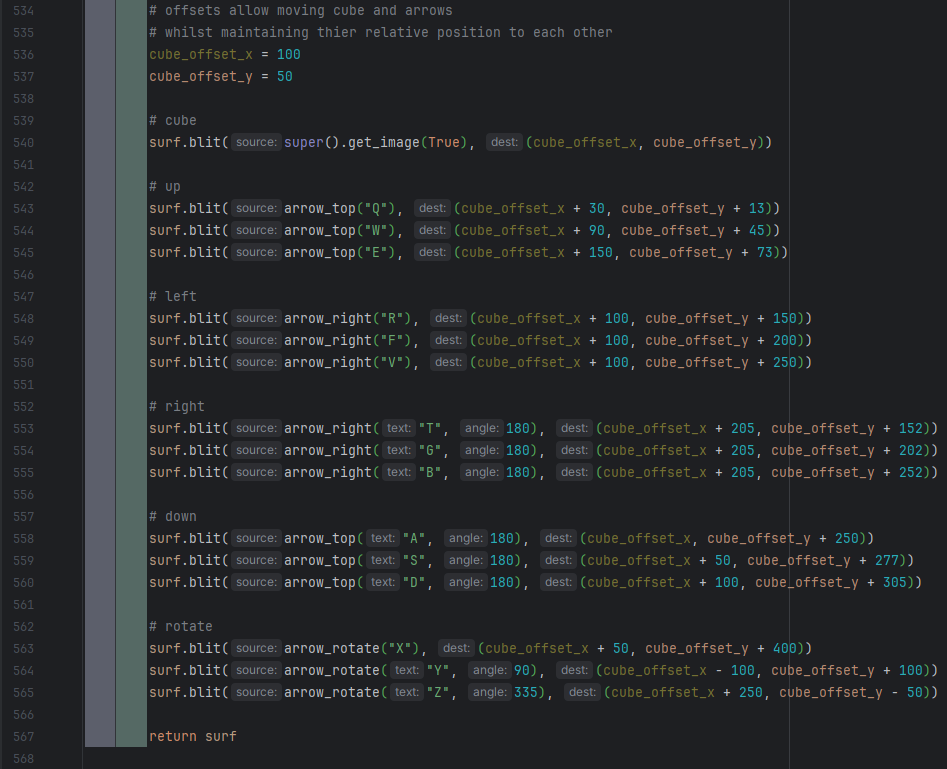 534 # offsets allow moving cube and arrows
535 # whilst maintaining thier relative position to each other
536 cube_offset_x = 100
537 cube_offset_y = 50
538
539 # cube
540 surf.blit( source: super().get_image(True), dest: (cube_offset_x, cube_offset_y))
541
542 # up
543 surf.blit( source: arrow_top("Q"), dest: (cube_offset_x + 30, cube_offset_y + 13))
544 surf.blit( source: arrow_top("W"), dest: (cube_offset_x + 90, cube_offset_y + 45))
545 surf.blit( source: arrow_top("E"), dest: (cube_offset_x + 150, cube_offset_y + 73))
546
547 # left
548 surf.blit( source: arrow_right("R"), dest: (cube_offset_x + 100, cube_offset_y + 150))
549 surf.blit( source: arrow_right("F"), dest: (cube_offset_x + 100, cube_offset_y + 200))
550 surf.blit( source: arrow_right("V"), dest: (cube_offset_x + 100, cube_offset_y + 250))
551
552 # right
553 surf.blit( source: arrow_right( text: "T", angle: 180), dest: (cube_offset_x + 205, cube_offset_y + 152))
554 surf.blit( source: arrow_right( text: "G", angle: 180), dest: (cube_offset_x + 205, cube_offset_y + 202))
555 surf.blit( source: arrow_right( text: "B", angle: 180), dest: (cube_offset_x + 205, cube_offset_y + 252))
556
557 # down
558 surf.blit( source: arrow_top( text: "A", angle: 180), dest: (cube_offset_x, cube_offset_y + 250))
559 surf.blit( source: arrow_top( text: "S", angle: 180), dest: (cube_offset_x + 50, cube_offset_y + 277))
560 surf.blit( source: arrow_top( text: "D", angle: 180), dest: (cube_offset_x + 100, cube_offset_y + 305))
561
562 # rotate
563 surf.blit( source: arrow_rotate("X"), dest: (cube_offset_x + 50, cube_offset_y + 400))
564 surf.blit( source: arrow_rotate( text: "Y", angle: 90), dest: (cube_offset_x - 100, cube_offset_y + 100))
565 surf.blit( source: arrow_rotate( text: "Z", angle: 335), dest: (cube_offset_x + 250, cube_offset_y - 50))
566
567 return surf
568